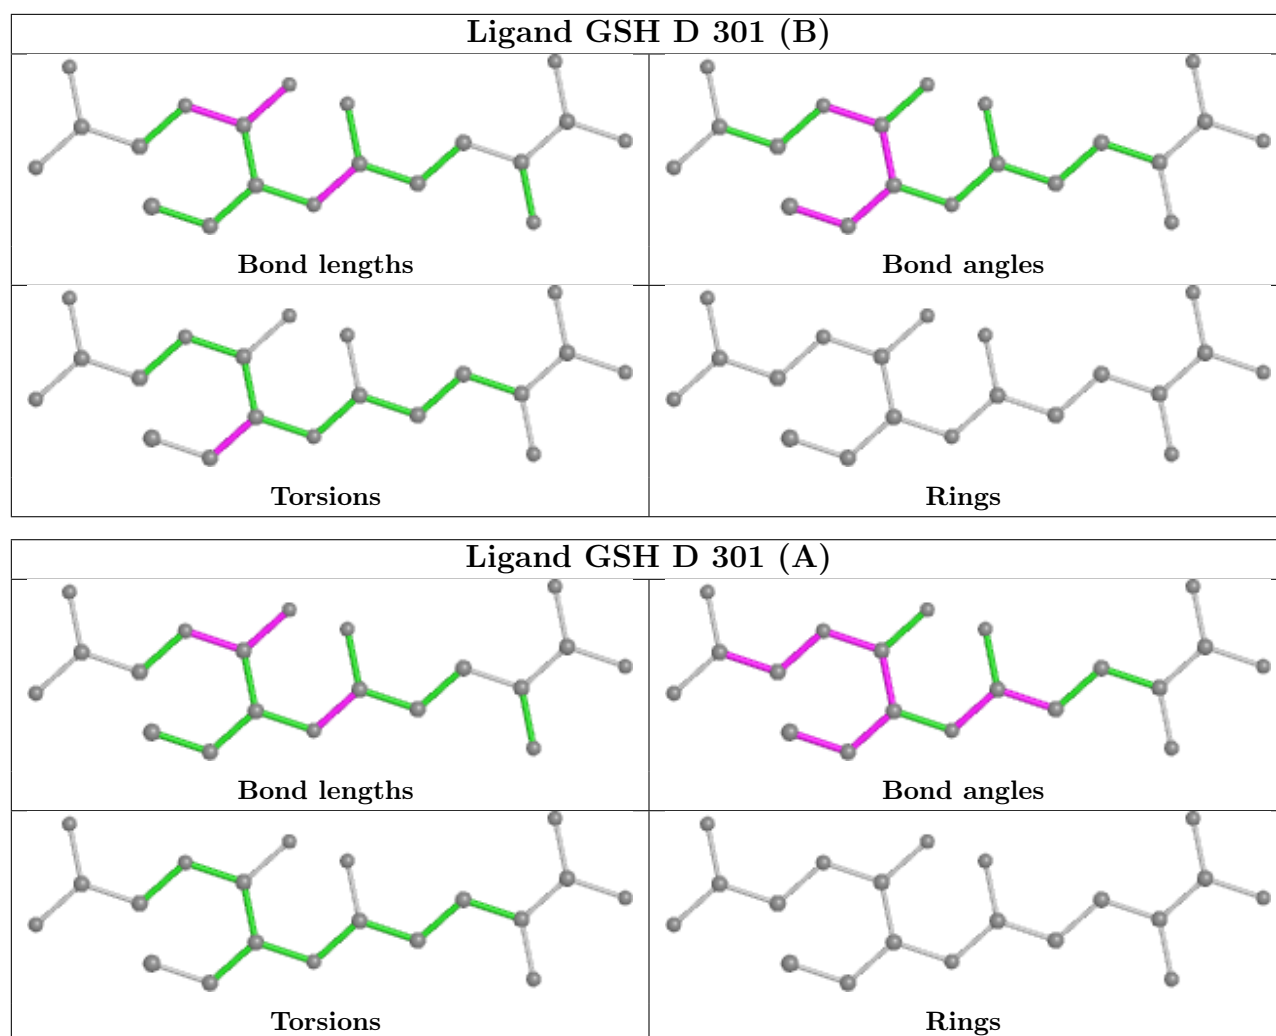 Ligand GSH D 301 (B)
Bond lengths
Bond angles
Torsions
Rings
Ligand GSH D 301 (A)
Bond lengths
Bond angles
Torsions
Rings